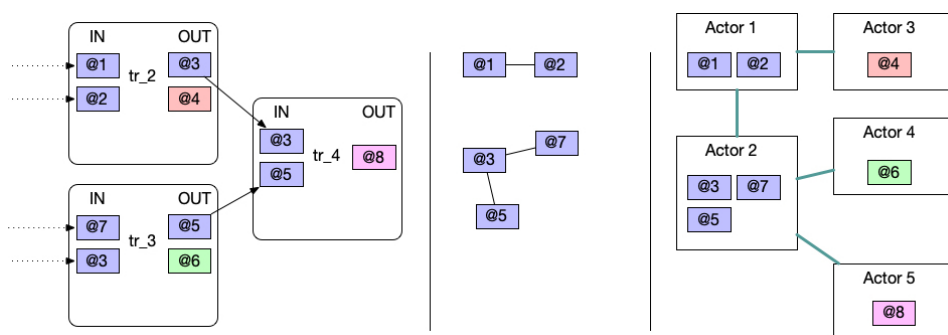 IN OUT
@1 tr_2 @3
@2 @4
IN OUT
@7 tr_3 @5
@3 @6
IN OUT
@3 tr_4 @8
@5
@1 @2
@7
@3
@5
Actor 1
@1 @2
Actor 3
@4
Actor 2
@3 @7
@5
Actor 4
@6
Actor 5
@8